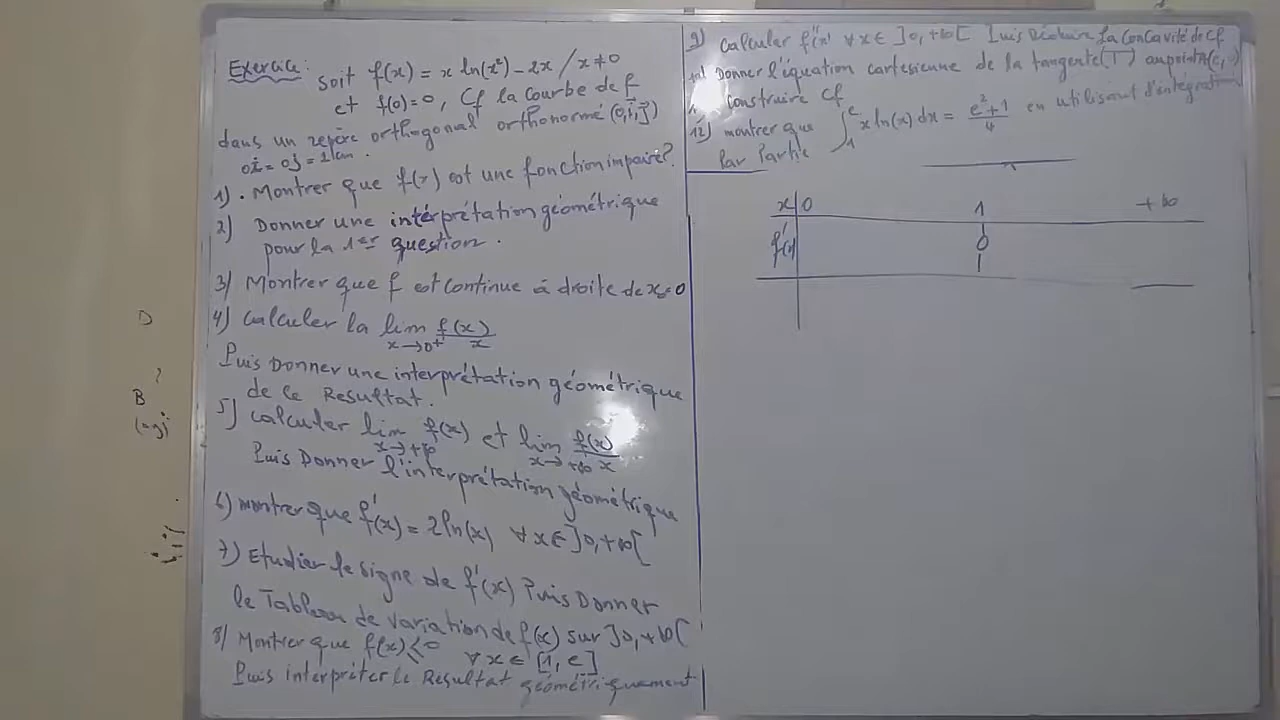 Exercice: soit f(x) = x ln(x²) - 2x / x≠0
et f(0)=0, Cf la courbe de f
dans un repère orthogonal orthonormé (0,i,j)
oi = oj = 1cm.
1) . Montrer que f(x) est une fonction impaire?
2) Donner une intérprétation géométrique
pour la 1er question.
3) Montrer que f est continue à droite de x0=0
4) calculer la lim f(x)/x
x→0+
Puis Donner une interprétation géométrique
de ce Resultat.
5) calculer lim f(x) et lim f(x)/x
x→+∞ x→+∞
Puis Donner l'interprétation géométrique
6) montrer que f'(x) = 2ln(x) ∀x∈]0,+∞[
7) Etudier le signe de f'(x) Puis Donner
le Tableau de variation de f(x) sur ]0,+∞[
8) Montrer que f(x)≤0 ∀x∈[1,e]
Puis interpréter le Resultat géométriquement
9) calculer f''(x) ∀x∈]0,+∞[ Puis Déduire la Concavité de Cf
Donner l'équation cartesienne de la tangente (T) au point
construire Cf
12) montrer que ∫₁ᵉ x ln(x) dx = (e²+1)/4 en utilisant d'intégration
Par Partie
x 0 1 +∞
f'(x) 0
D
?
B